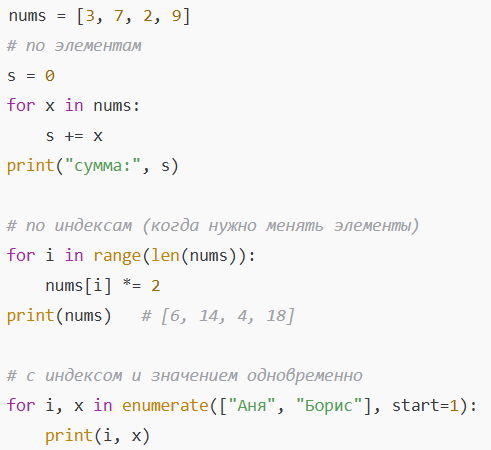 nums = [3, 7, 2, 9]
# по элементам
s = 0
for x in nums:
    s += x
print("сумма:", s)

# по индексам (когда нужно менять элементы)
for i in range(len(nums)):
    nums[i] *= 2
print(nums)   # [6, 14, 4, 18]

# с индексом и значением одновременно
for i, x in enumerate(["Аня", "Борис"], start=1):
    print(i, x)